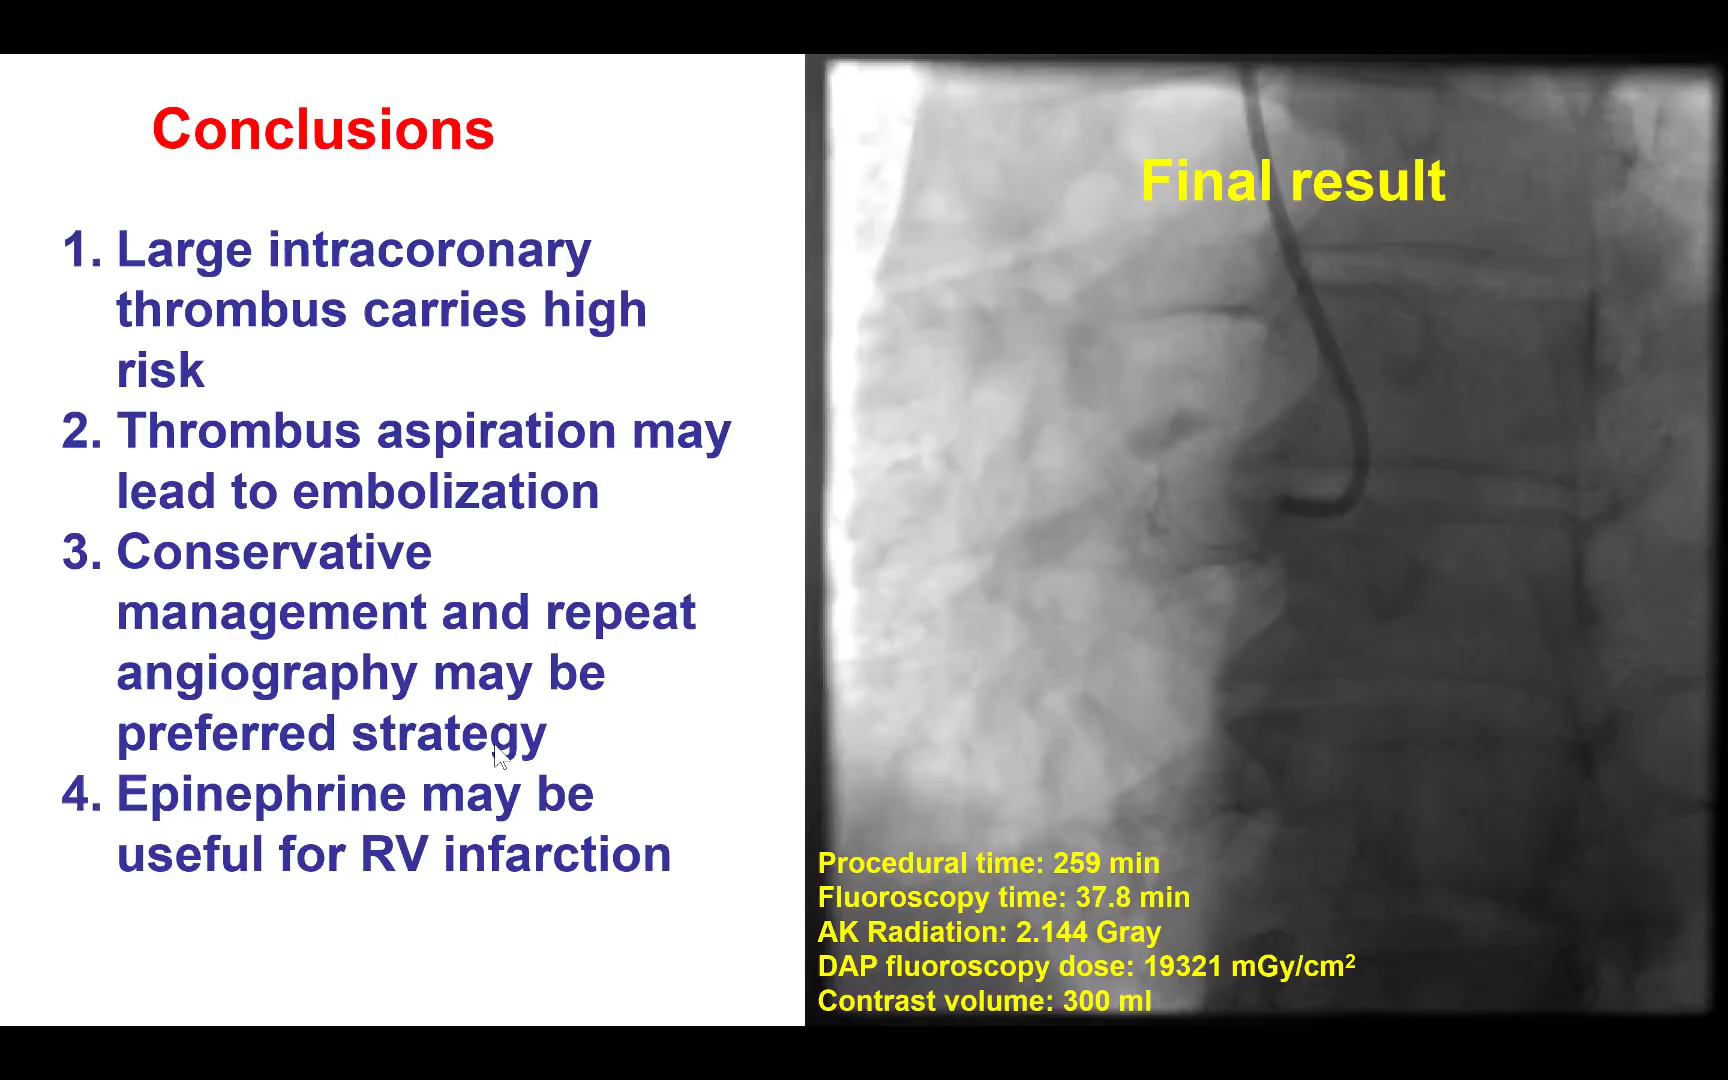 Conclusions
1. Large intracoronary
thrombus carries high
risk
2. Thrombus aspiration may
lead to embolization
3. Conservative
management and repeat
angiography may be
preferred strategy
4. Epinephrine may be
useful for RV infarction
Final result
Procedural time: 259 min
Fluoroscopy time: 37.8 min
AK Radiation: 2.144 Gray
DAP fluoroscopy dose: 19321 mGy/cm²
Contrast volume: 300 ml